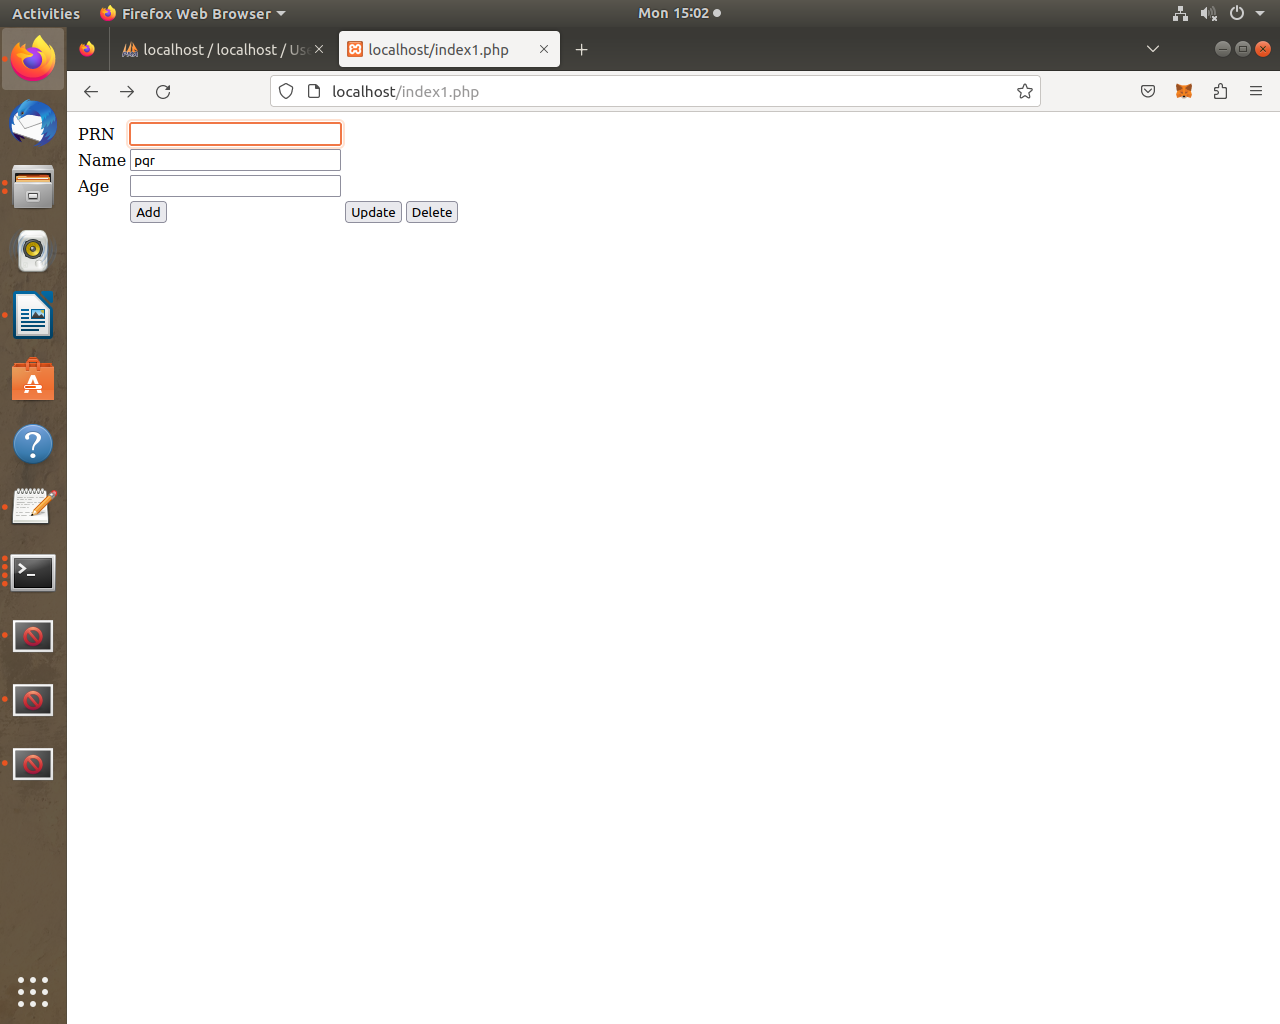 Activities Firefox Web Browser Mon 15:02
localhost / localhost / Us localhost/index1.php
localhost/index1.php
PRN
Name pqr
Age
Add Update Delete